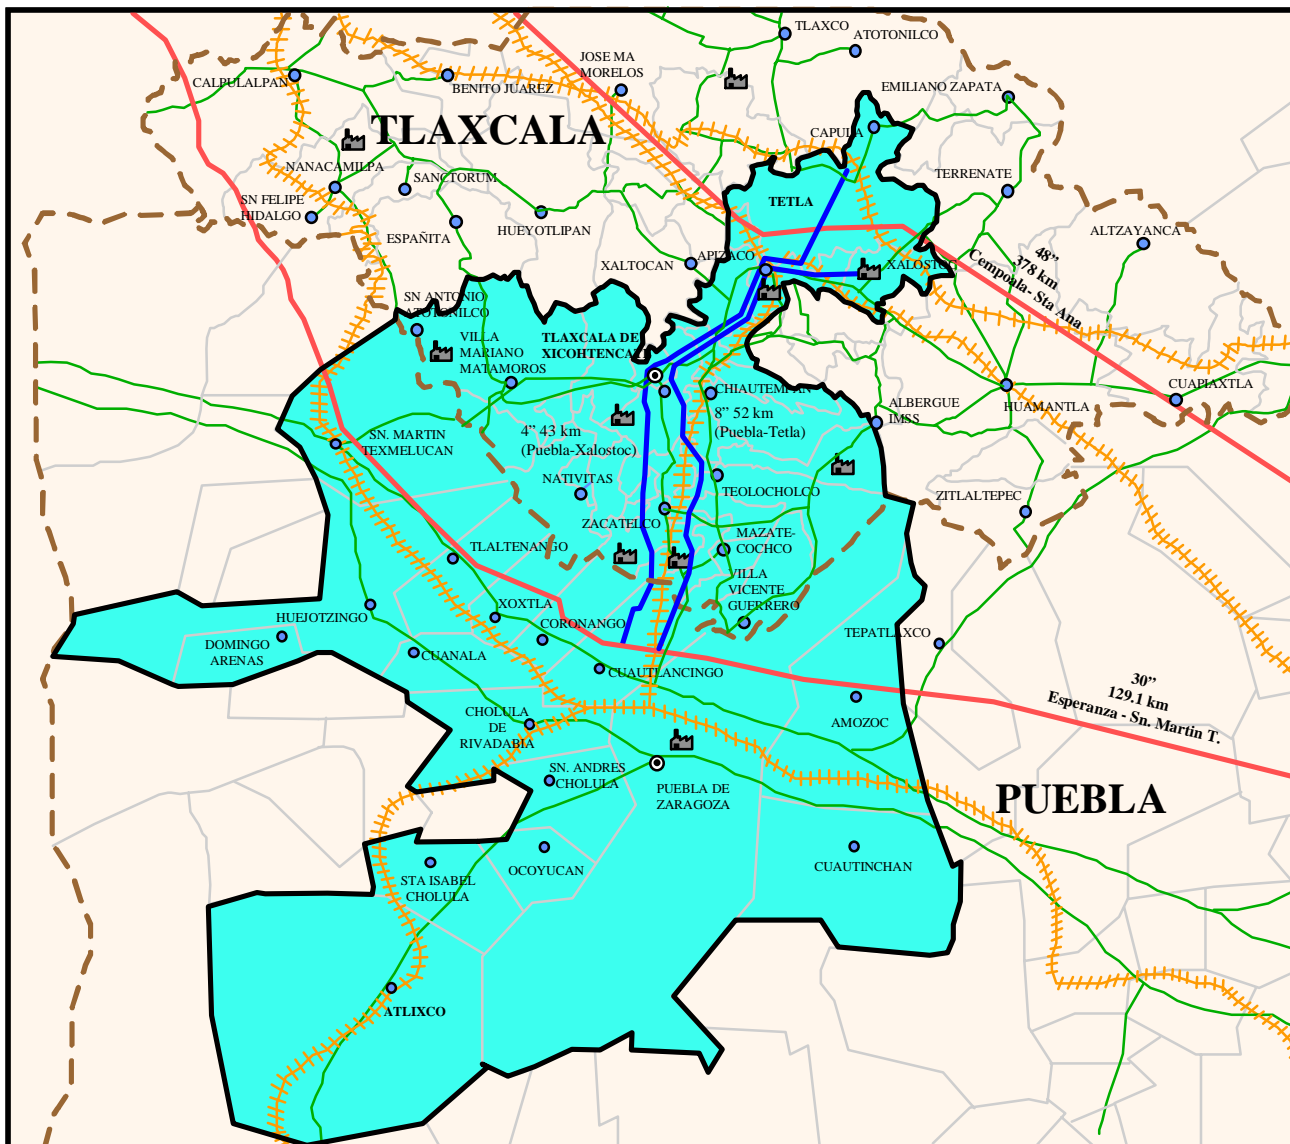 TLAXCO
ATOTONILCO
JOSE MA
MORELOS
CALPULALPAN
BENITO JUAREZ
EMILIANO ZAPATA
TLAXCALA
CAPULA
NANACAMILPA
SANCTORUM
TERRENATE
SN FELIPE
HIDALGO
TETLA
HUEYOTLIPAN
ESPAÑITA
ALTZAYANCA
XALTOCAN
APIZACO
XALOSTOC
48”
378 km
Cempoala- Sta Ana
SN ANTONIO
ATOTONILCO
VILLA
MARIANO
MATAMOROS
TLAXCALA DE
XICOHTENCATL
CHIAUTEMPAN
CUAPIAXTLA
HUAMANTLA
ALBERGUE
IMSS
8” 52 km
(Puebla-Tetla)
4” 43 km
(Puebla-Xalostoc)
SN. MARTIN
TEXMELUCAN
NATIVITAS
TEOLOCHOLCO
ZITLALTEPEC
ZACATELCO
MAZATE-
COCHCO
TLALTENANGO
VILLA
VICENTE
GUERRERO
XOXTLA
HUEJOTZINGO
CORONANGO
TEPATLAXCO
DOMINGO
ARENAS
CUANALA
CUAUTLANCINGO
30”
129.1 km
Esperanza - Sn. Martin T.
CHOLULA
DE
RIVADABIA
AMOZOC
SN. ANDRES
CHOLULA
PUEBLA DE
ZARAGOZA
PUEBLA
OCOYUCAN
CUAUTINCHAN
STA ISABEL
CHOLULA
ATLIXCO